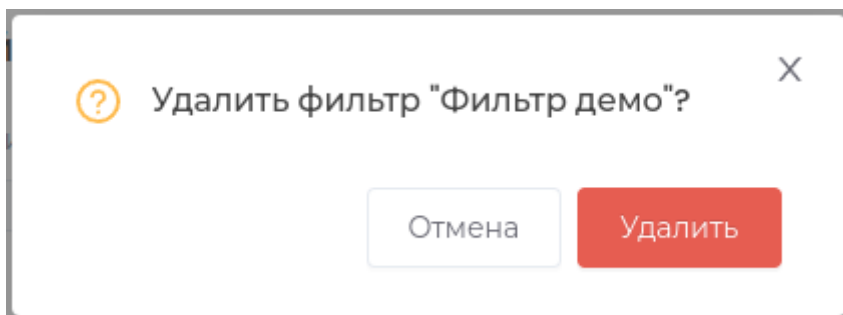 Удалить фильтр "Фильтр демо"?
Отмена
Удалить